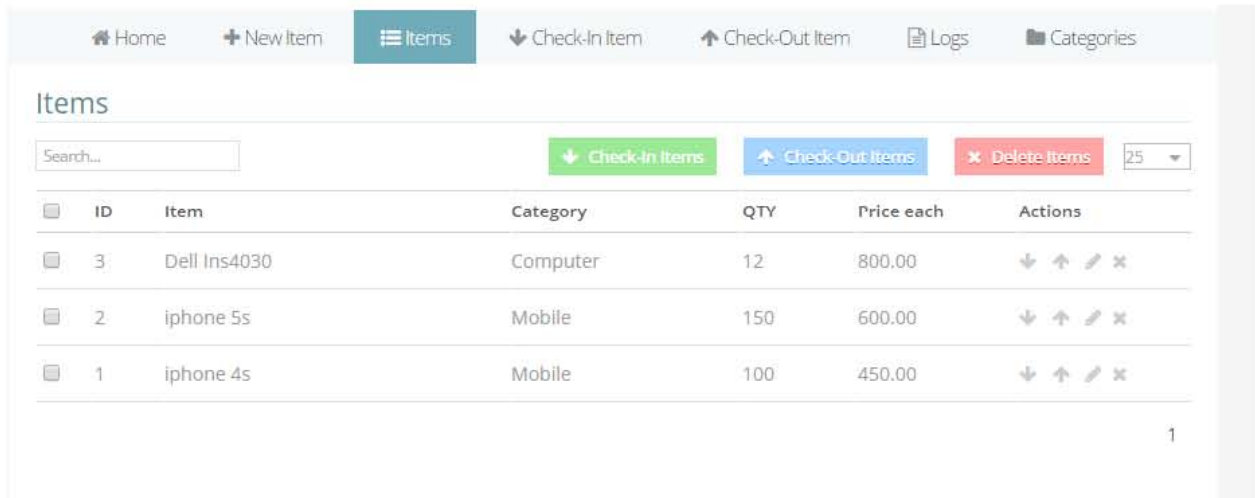 Home New Item Items Check-In Item Check-Out Item Logs Categories
Items
Search... Check-In Items Check-Out Items Delete Items 25
ID Item Category QTY Price each Actions
3 Dell Ins4030 Computer 12 800.00
2 iphone 5s Mobile 150 600.00
1 iphone 4s Mobile 100 450.00
1